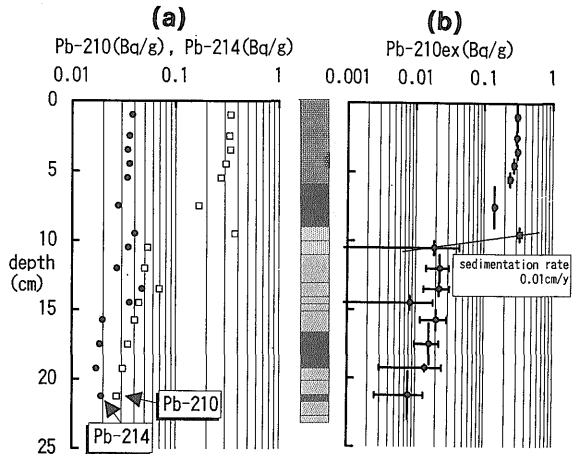 (a)
Pb-210(Bq/g) , Pb-214(Bq/g)
0.01 0.1 1
0
5
10
depth
(cm)
15
20
25
Pb-210
Pb-214
(b)
Pb-210ex(Bq/g)
0.001 0.01 0.1 1
sedimentation rate
0.01cm/y